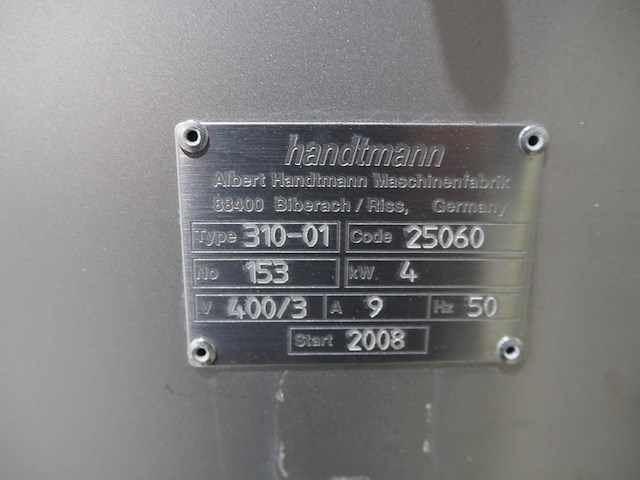 handtmann
Albert Handtmann Maschinenfabrik
88400 Biberach / Riss, Germany
Type 310-01 Code 25060
No 153 kW. 4
V 400/3 A 9 Hz 50
Start 2008